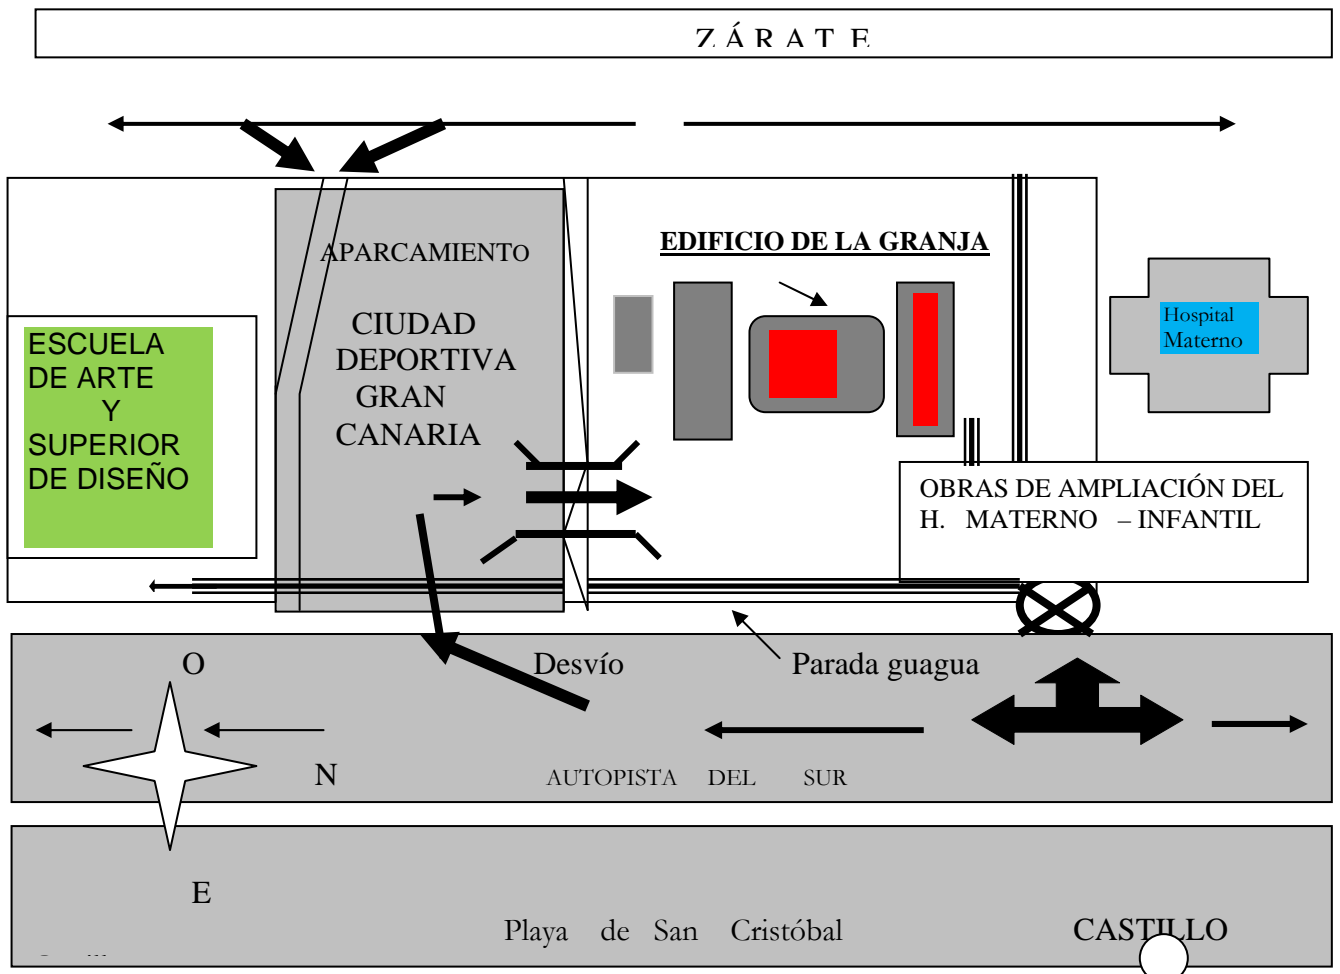 Z Á R A T E
APARCAMIENTO
EDIFICIO DE LA GRANJA
CIUDAD
DEPORTIVA
GRAN
CANARIA
ESCUELA
DE ARTE
Y
SUPERIOR
DE DISEÑO
Hospital
Materno
OBRAS DE AMPLIACIÓN DEL
H. MATERNO – INFANTIL
O
Desvío
Parada guagua
N
AUTOPISTA DEL SUR
E
Playa de San Cristóbal
CASTILLO